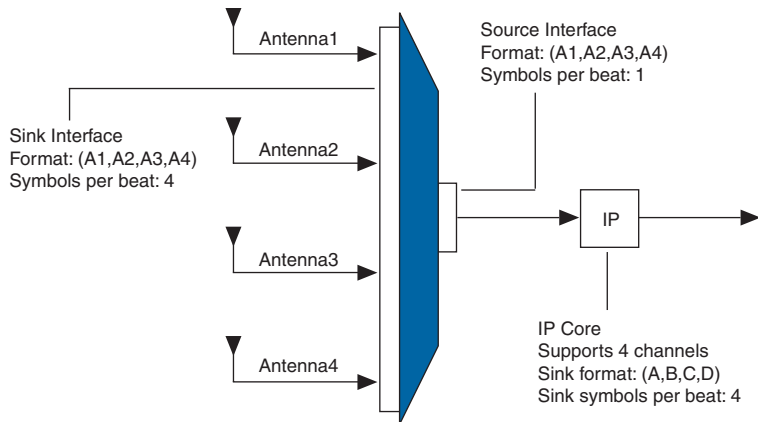 Antenna1
Source Interface
Format: (A1,A2,A3,A4)
Symbols per beat: 1
Sink Interface
Format: (A1,A2,A3,A4)
Symbols per beat: 4
Antenna2
IP
Antenna3
IP Core
Supports 4 channels
Sink format: (A,B,C,D)
Sink symbols per beat: 4
Antenna4